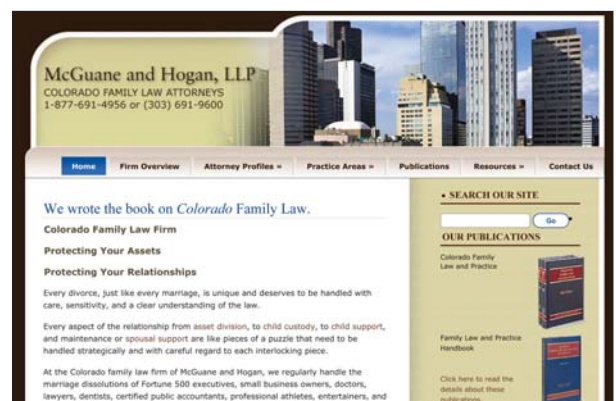 McGuane and Hogan, LLP
COLORADO FAMILY LAW ATTORNEYS
1-877-691-4956 or (303) 691-9600
Home Firm Overview Attorney Profiles » Practice Areas » Publications Resources » Contact Us
We wrote the book on Colorado Family Law.
Colorado Family Law Firm
Protecting Your Assets
Protecting Your Relationships
Every divorce, just like every marriage, is unique and deserves to be handled with
care, sensitivity, and a clear understanding of the law.
Every aspect of the relationship from asset division, to child custody, to child support,
and maintenance or spousal support are like pieces of a puzzle that need to be
handled strategically and with careful regard to each interlocking piece.
At the Colorado family law firm of McGuane and Hogan, we regularly handle the
marriage dissolutions of Fortune 500 executives, small business owners, doctors,
lawyers, dentists, certified public accountants, professional athletes, entertainers, and
• SEARCH OUR SITE
Go
OUR PUBLICATIONS
Colorado Family
Law and Practice
Family Law and Practice
Handbook
Click here to read the
details about these
publications